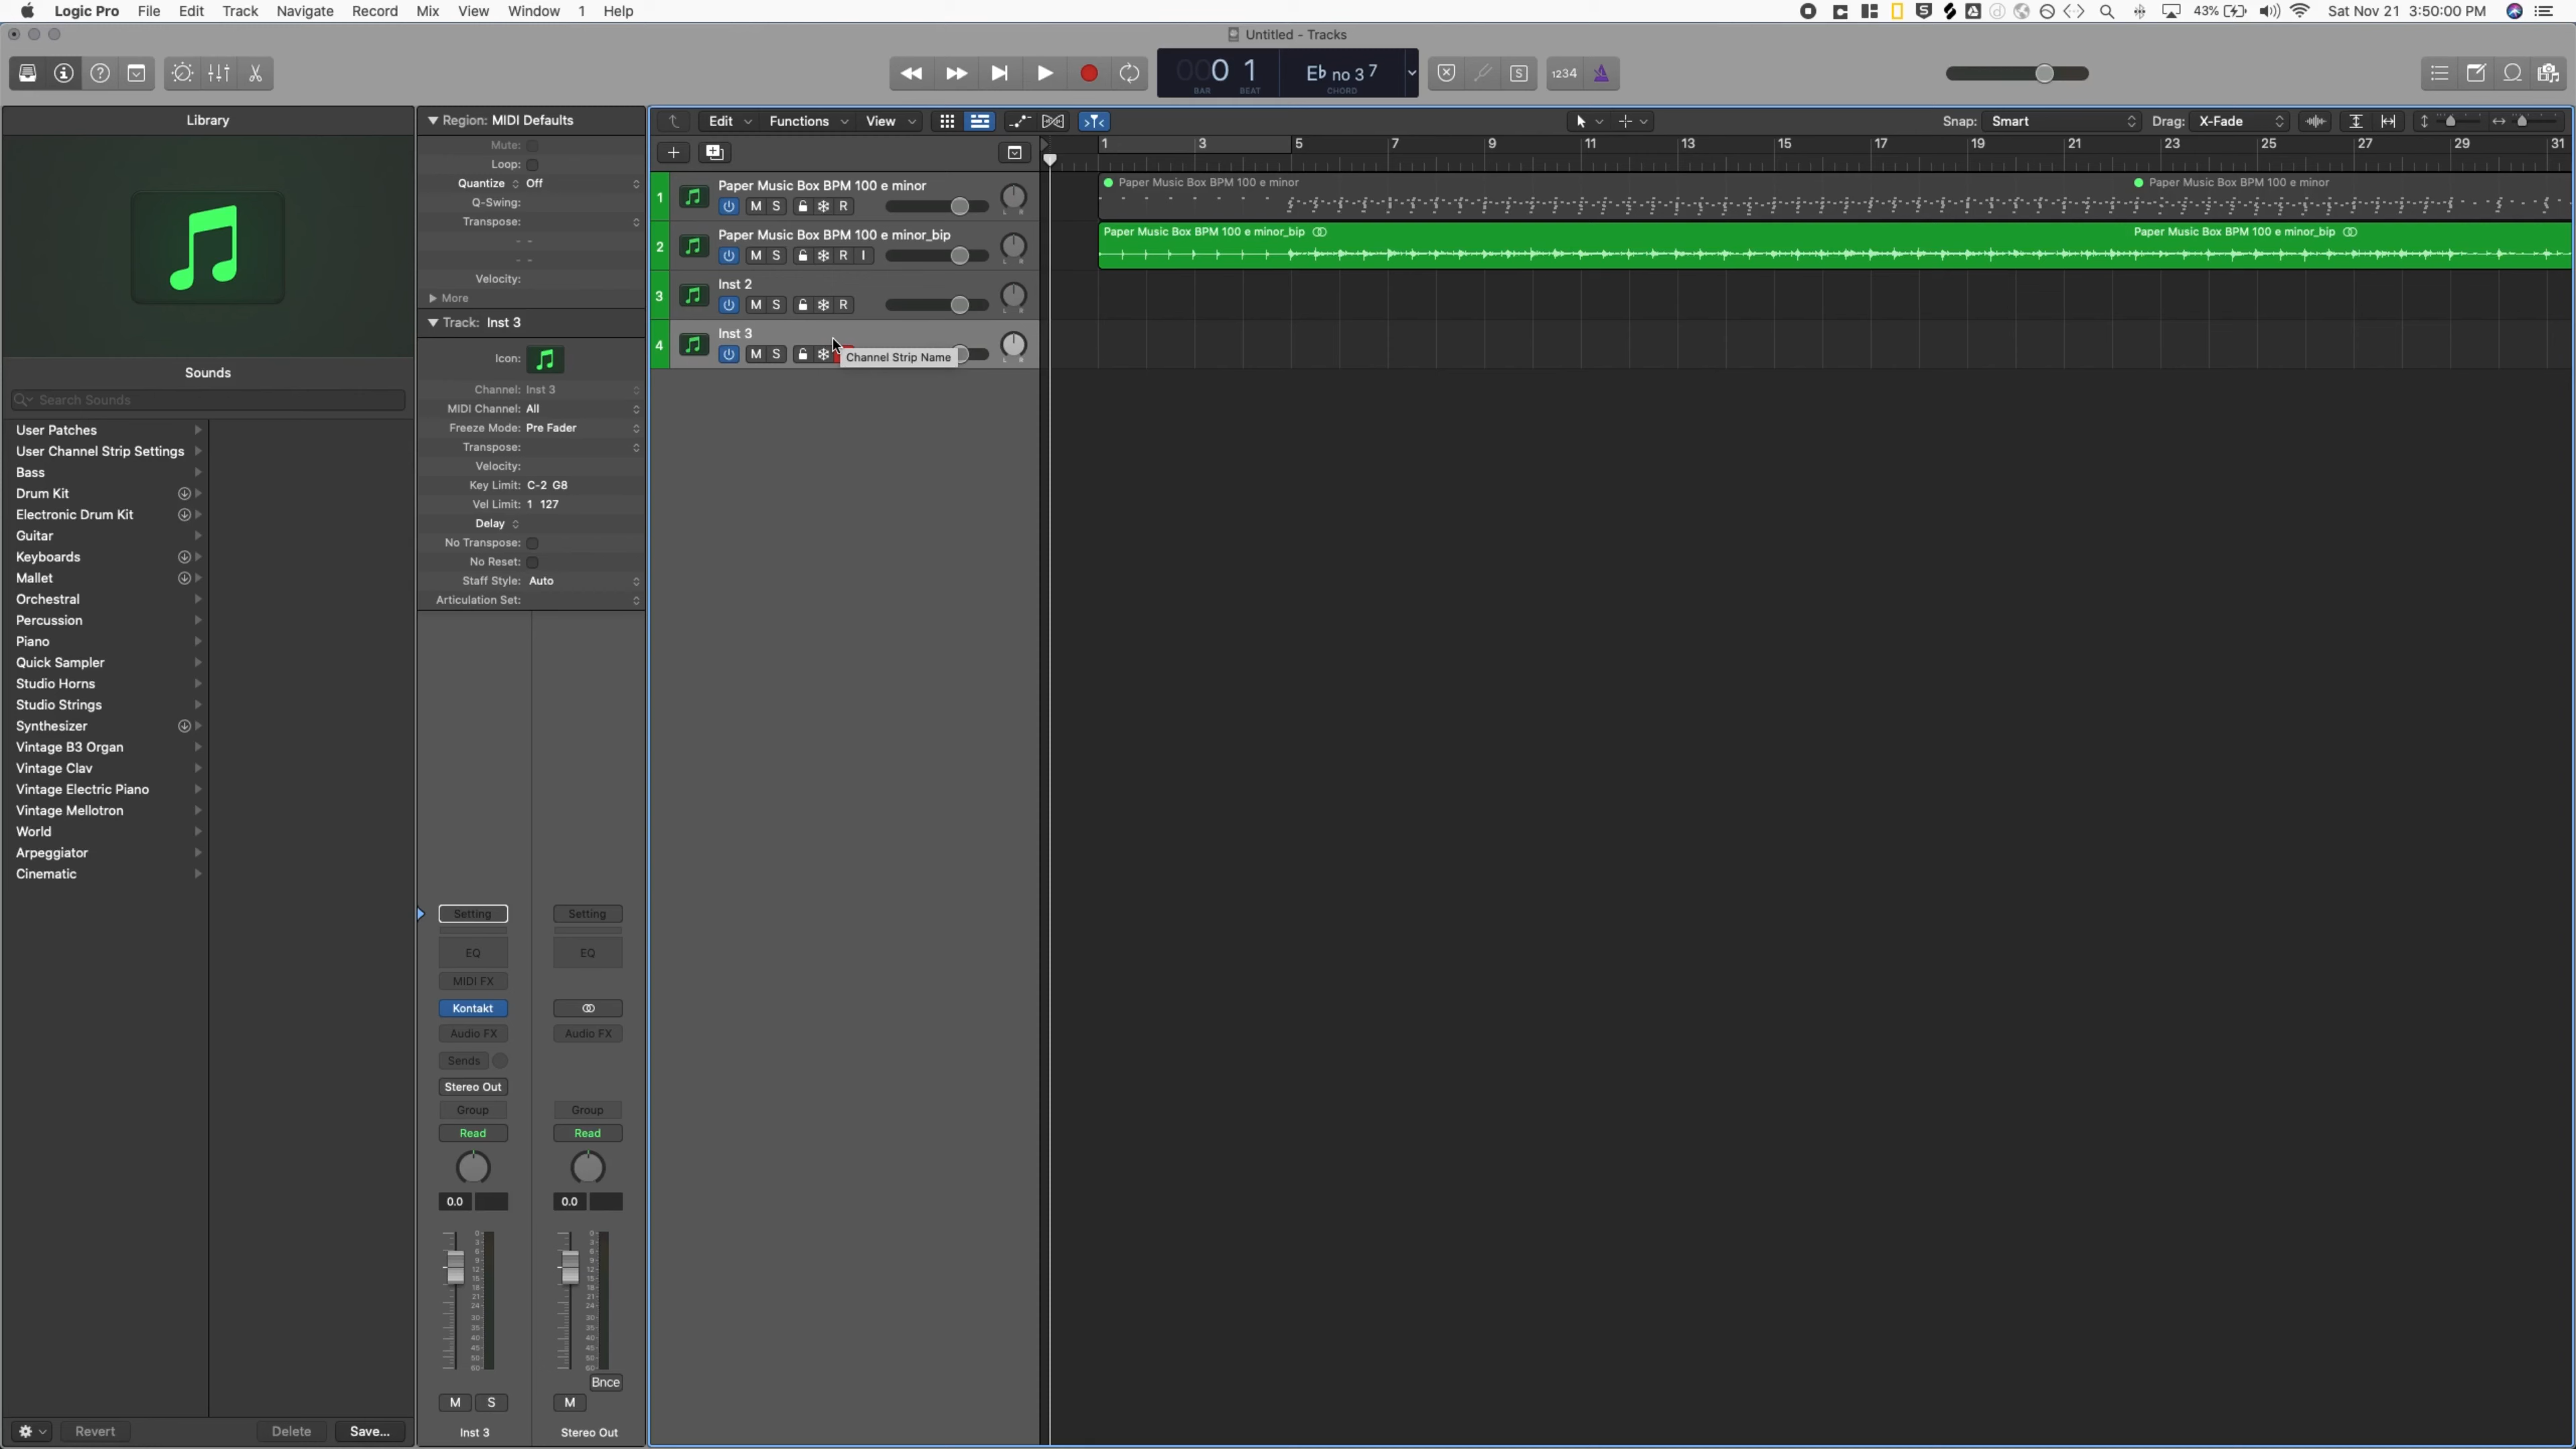 Logic Pro File Edit Track Navigate Record Mix View Window 1 Help 43% Sat Nov 21 3:50:00 PM
Untitled - Tracks
001 E♭ no 3 7 S 1234
BAR BEAT CHORD
Library
Region: MIDI Defaults
Edit Functions View Snap: Smart Drag: X-Fade
Mute:
Loop:
Quantize Off
Q-Swing:
Transpose:
- -
- -
Velocity:
More
Track: Inst 3
Icon:
Channel: Inst 3
MIDI Channel: All
Freeze Mode: Pre Fader
Transpose:
Velocity:
Key Limit: C-2 G8
Vel Limit: 1 127
Delay
No Transpose:
No Reset:
Staff Style: Auto
Articulation Set:
1 3 5 7 9 11 13 15 17 19 21 23 25 27 29 31
1 Paper Music Box BPM 100 e minor
M S R
Paper Music Box BPM 100 e minor Paper Music Box BPM 100 e minor
2 Paper Music Box BPM 100 e minor_bip
M S R I
Paper Music Box BPM 100 e minor_bip Paper Music Box BPM 100 e minor_bip
3 Inst 2
M S R
4 Inst 3
M S
Channel Strip Name
L R
Sounds
Search Sounds
User Patches
User Channel Strip Settings
Bass
Drum Kit
Electronic Drum Kit
Guitar
Keyboards
Mallet
Orchestral
Percussion
Piano
Quick Sampler
Studio Horns
Studio Strings
Synthesizer
Vintage B3 Organ
Vintage Clav
Vintage Electric Piano
Vintage Mellotron
World
Arpeggiator
Cinematic
Setting Setting
EQ EQ
MIDI FX
Kontakt
Audio FX Audio FX
Sends
Stereo Out
Group Group
Read Read
0.0 0.0
Bnce
M S M
Inst 3 Stereo Out
Revert Delete Save...